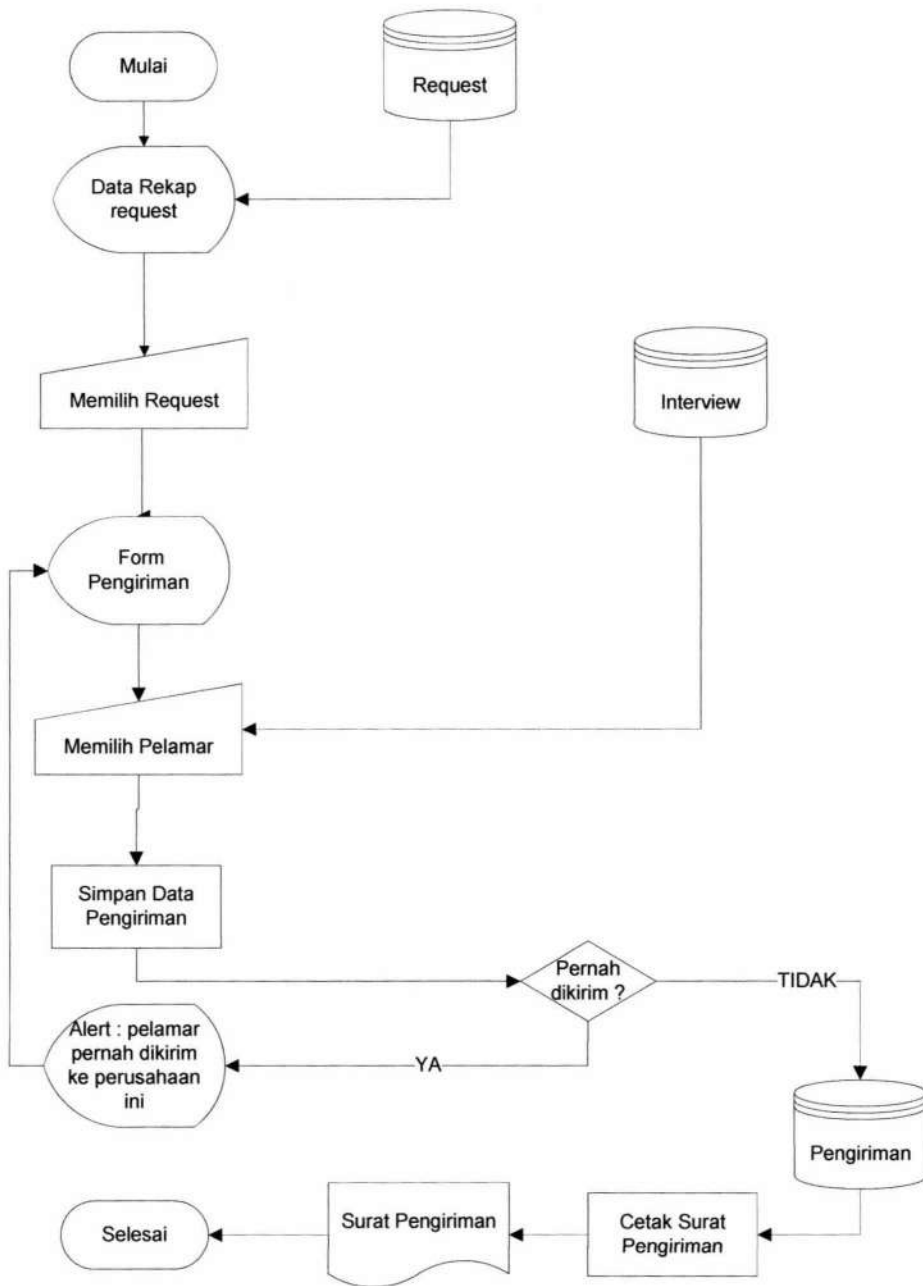 Mulai
Request
Data Rekap
request
Memilih Request
Interview
Form
Pengiriman
Memilih Pelamar
Simpan Data
Pengiriman
Pernah
dikirim ?
TIDAK
Alert : pelamar
pernah dikirim
ke perusahaan
ini
YA
Pengiriman
Selesai
Surat Pengiriman
Cetak Surat
Pengiriman